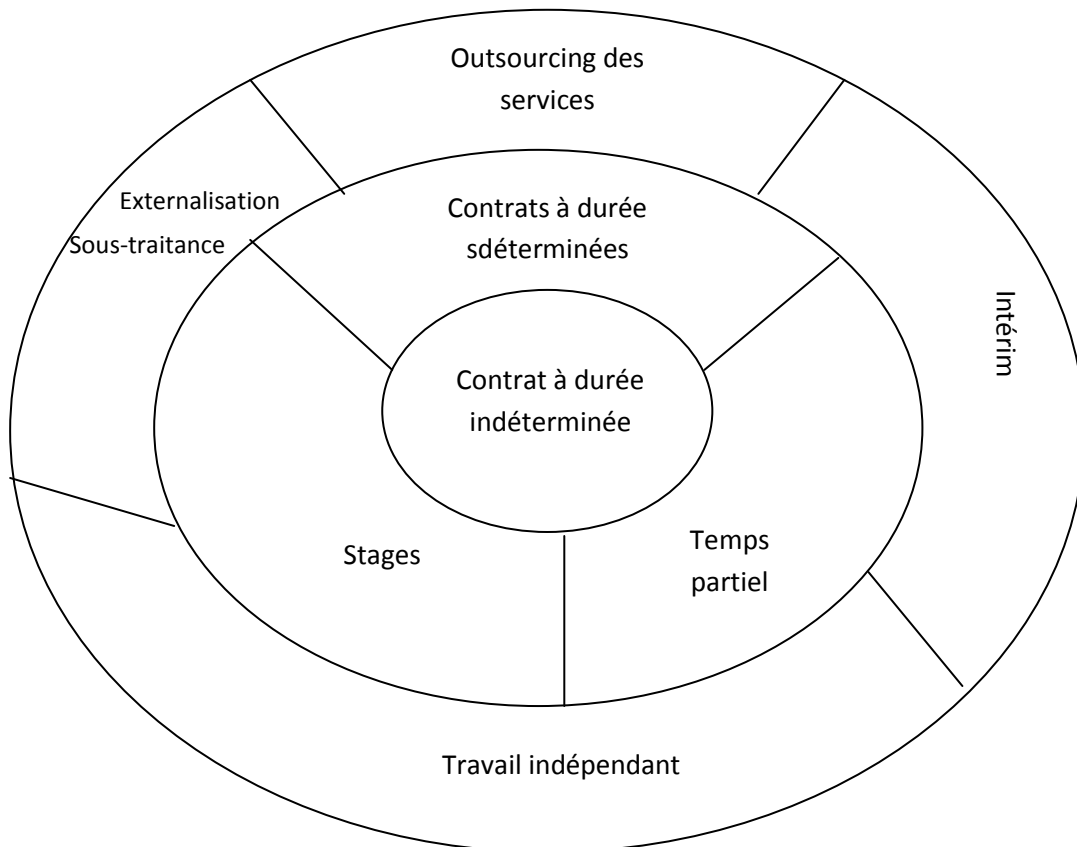 Outsourcing des
services
Externalisation
Sous-traitance
Contrats à durée
sdéterminées
Intérim
Contrat à durée
indéterminée
Stages
Temps
partiel
Travail indépendant